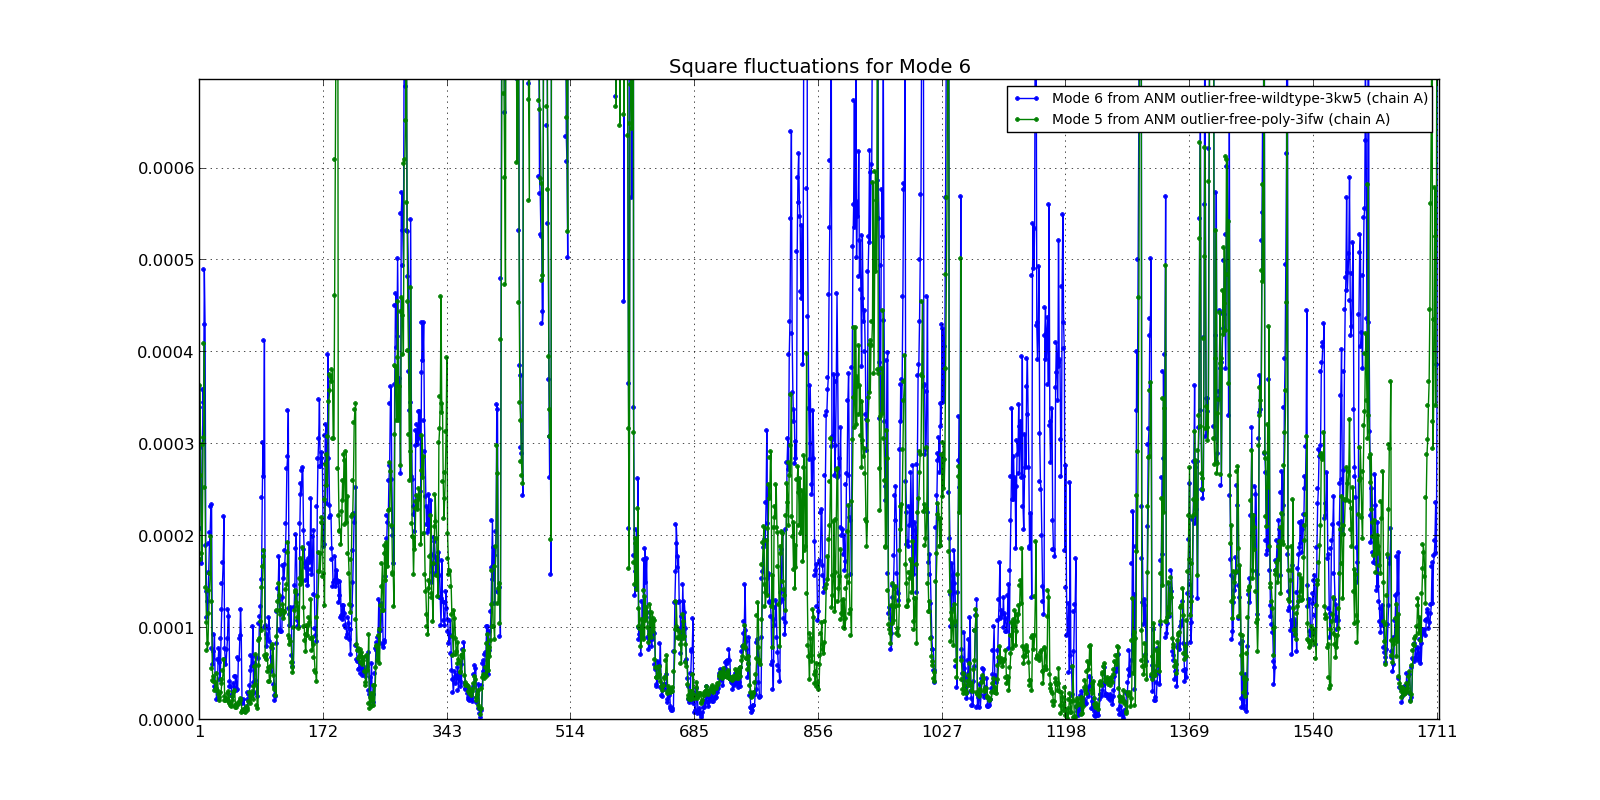 Square fluctuations for Mode 6
Mode 6 from ANM outlier-free-wildtype-3kw5 (chain A)
Mode 5 from ANM outlier-free-poly-3ifw (chain A)
0.0006
0.0005
0.0004
0.0003
0.0002
0.0001
0.0000
1 172 343 514 685 856 1027 1198 1369 1540 1711